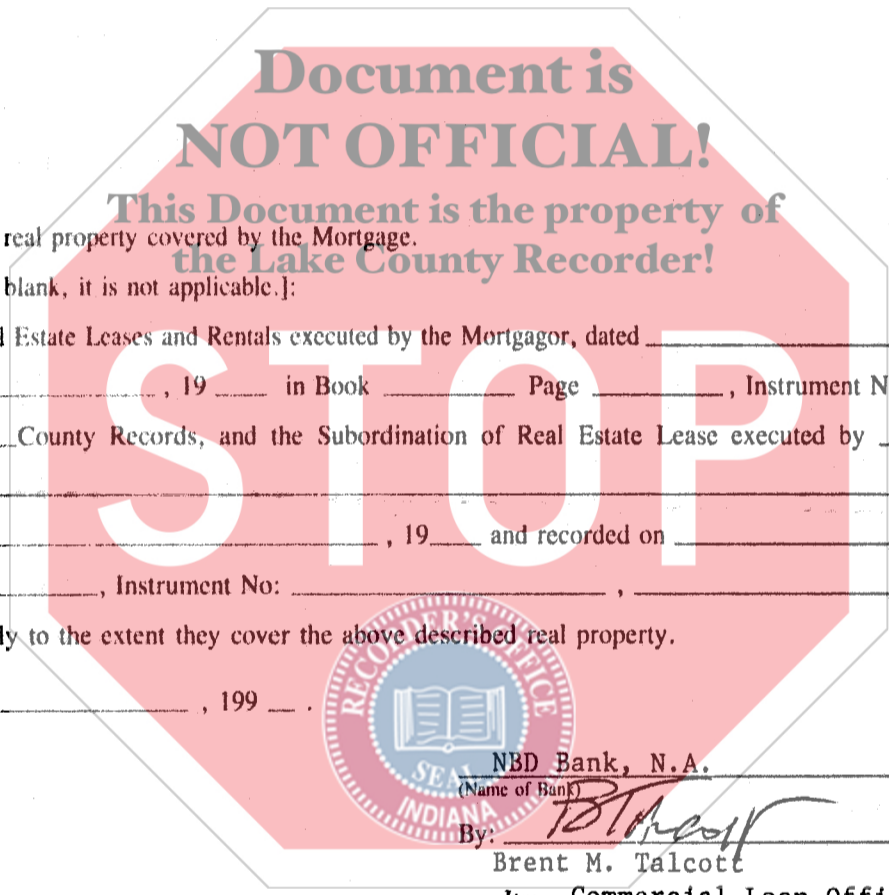 Document is
NOT OFFICIAL!
This Document is the property of
the Lake County Recorder!
STOP
real property covered by the Mortgage.
blank, it is not applicable.]:
Estate Leases and Rentals executed by the Mortgagor, dated
, 19 in Book Page , Instrument N
County Records, and the Subordination of Real Estate Lease executed by
, 19 and recorded on
, Instrument No: ,
ly to the extent they cover the above described real property.
, 199 .
RECORDER'S OFFICE
SEAL
INDIANA
NBD Bank, N.A.
(Name of Bank)
By:
Brent M. Talcott
Commercial Loan Offi